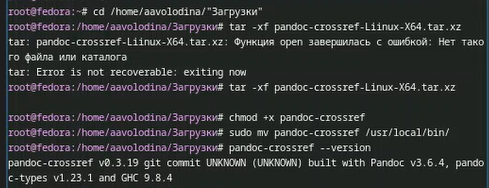 root@fedora:~# cd /home/aavolodina/"Загрузки"
root@fedora:/home/aavolodina/Загрузки# tar -xf pandoc-crossref-Liinux-X64.tar.xz
tar: pandoc-crossref-Liinux-X64.tar.xz: Функция open завершилась с ошибкой: Нет тако
го файла или каталога
tar: Error is not recoverable: exiting now
root@fedora:/home/aavolodina/Загрузки# tar -xf pandoc-crossref-Linux-X64.tar.xz
root@fedora:/home/aavolodina/Загрузки# chmod +x pandoc-crossref
root@fedora:/home/aavolodina/Загрузки# sudo mv pandoc-crossref /usr/local/bin/
root@fedora:/home/aavolodina/Загрузки# pandoc-crossref --version
pandoc-crossref v0.3.19 git commit UNKNOWN (UNKNOWN) built with Pandoc v3.6.4, pando
c-types v1.23.1 and GHC 9.8.4